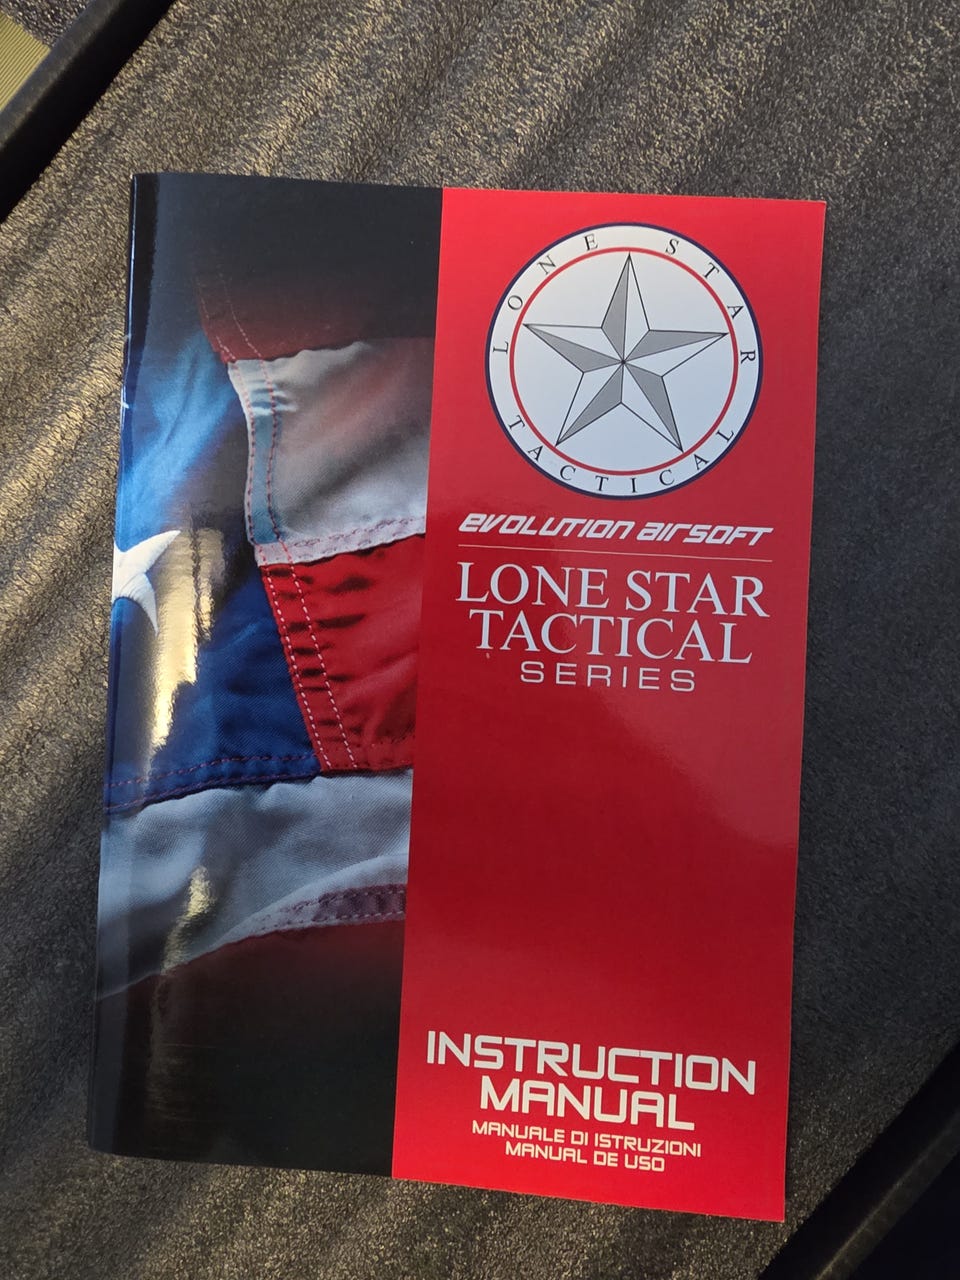 LONE STAR
TACTICAL
EVOLUTION AIRSOFT
LONE STAR
TACTICAL
SERIES
INSTRUCTION
MANUAL
MANUALE DI ISTRUZIONI
MANUAL DE USO